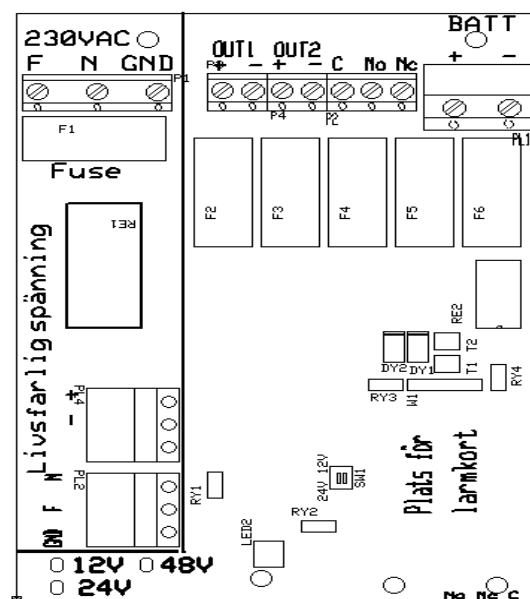 230VAC
F N GND
P1
F1
Fuse
RE1
Livsfarlig spänning
+
-
PL4
PL2
GND F N
12V 48V
24V
OUT1 OUT2
+ - + - C No Nc
P4 P2
BATT
+ -
PL1
F2 F3 F4 F5 F6
RE2
T2
T1
DY2 DY1
RY3 W1 RY4
24V 12V
SW1
RY1
RY2
LED2
Plats för
larmkort
No Nc C